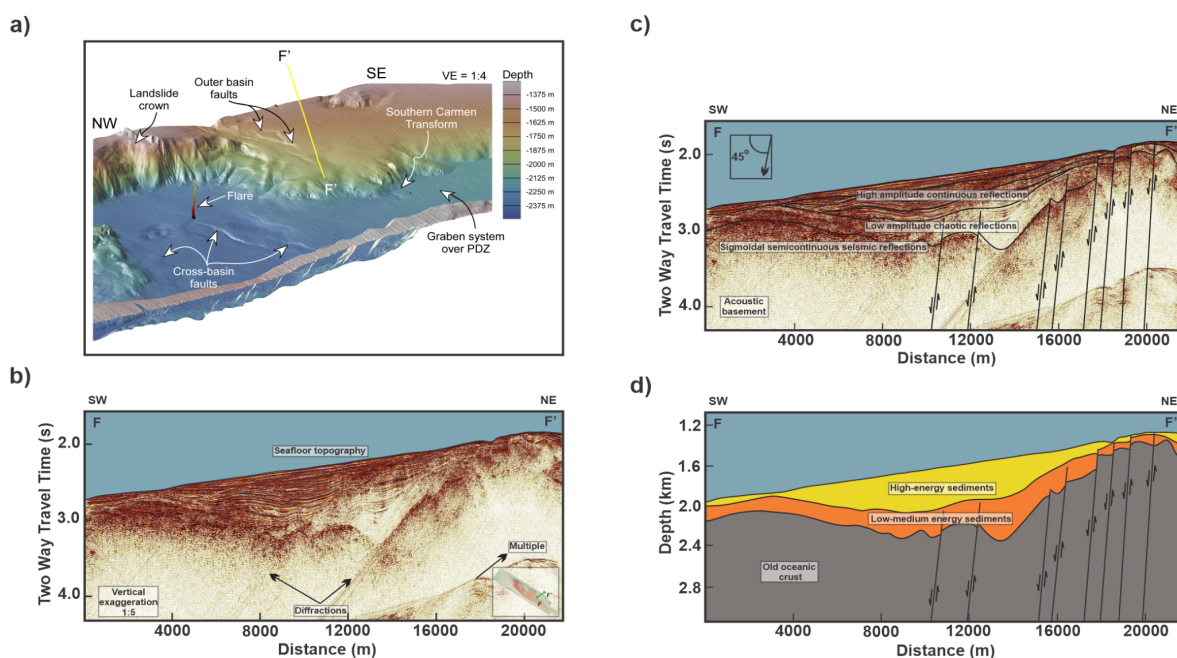 a)
F'
SE
VE = 1:4
Depth
Outer basin
faults
Landslide
crown
NW
Southern Carmen
Transform
-1375 m
-1500 m
-1625 m
-1750 m
-1875 m
-2000 m
-2125 m
-2250 m
-2375 m
F'
Flare
Graben system
over PDZ
Cross-basin
faults
b)
SW
NE
F
F'
Two Way Travel Time (s)
2.0
3.0
4.0
Seafloor topography
Multiple
Diffractions
Vertical
exaggeration
1:5
F
F'
4000
8000
12000
16000
20000
Distance (m)
c)
SW
NE
F
F'
45°
Two Way Travel Time (s)
2.0
3.0
4.0
High amplitude continuous reflections
Low amplitude chaotic reflections
Sigmoidal semicontinuous seismic reflections
Acoustic
basement
4000
8000
12000
16000
20000
Distance (m)
d)
SW
NE
F
F'
Depth (km)
1.2
1.6
2.0
2.4
2.8
High-energy sediments
Low-medium energy sediments
Old oceanic
crust
4000
8000
12000
16000
20000
Distance (m)